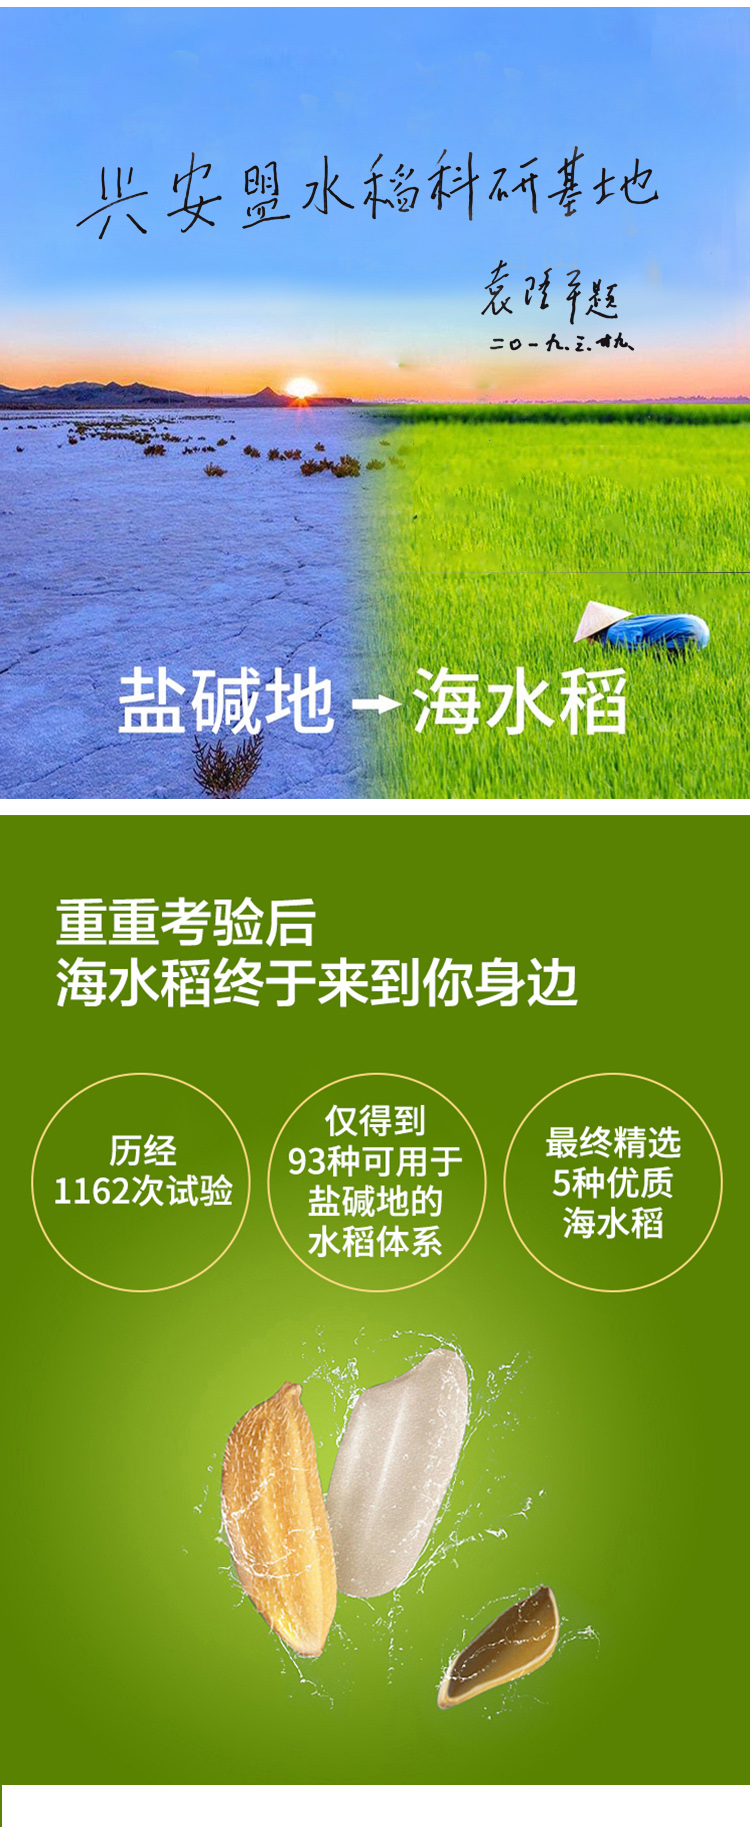 兴安盟水稻科研基地
袁隆平题
二〇一九.三.廿九
盐碱地→海水稻
重重考验后
海水稻终于来到你身边
历经
1162次试验
仅得到
93种可用于
盐碱地的
水稻体系
最终精选
5种优质
海水稻